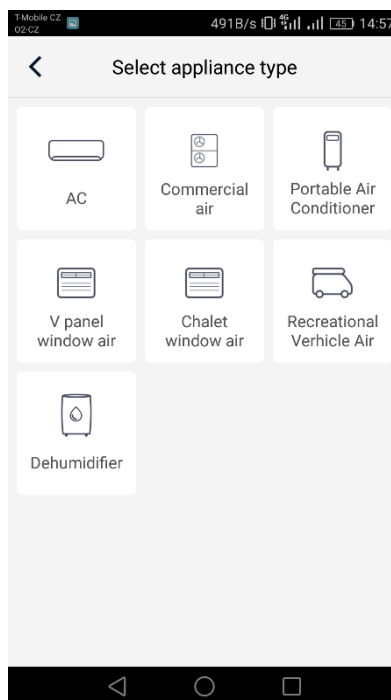 T-Mobile CZ
O2-CZ
491B/s 4G 45 14:57
Select appliance type
AC
Commercial
air
Portable Air
Conditioner
V panel
window air
Chalet
window air
Recreational
Verhicle Air
Dehumidifier